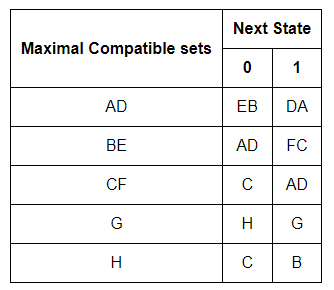 Maximal Compatible sets Next State
0 1
AD EB DA
BE AD FC
CF C AD
G H G
H C B